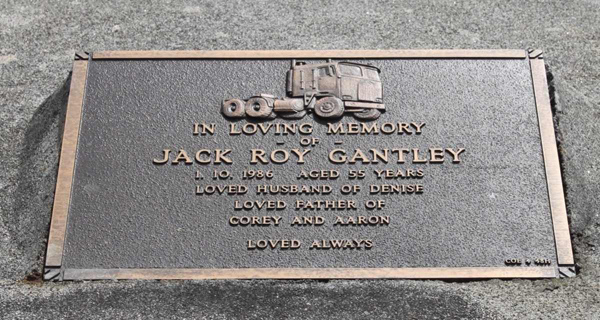 IN LOVING MEMORY
- OF -
JACK ROY GANTLEY
1. 10. 1986 AGED 55 YEARS
LOVED HUSBAND OF DENISE
LOVED FATHER OF
COREY AND AARON
LOVED ALWAYS